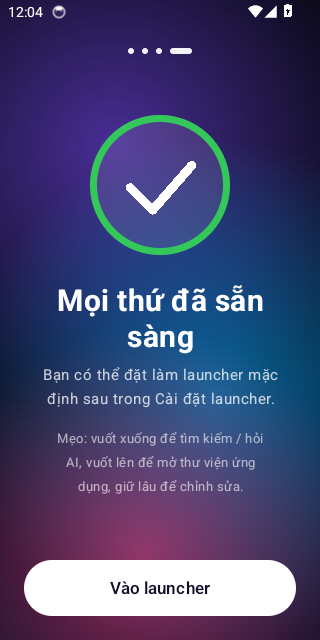 12:04
Mọi thứ đã sẵn
sàng
Bạn có thể đặt làm launcher mặc
định sau trong Cài đặt launcher.
Mẹo: vuốt xuống để tìm kiếm / hỏi
AI, vuốt lên để mở thư viện ứng
dụng, giữ lâu để chỉnh sửa.
Vào launcher